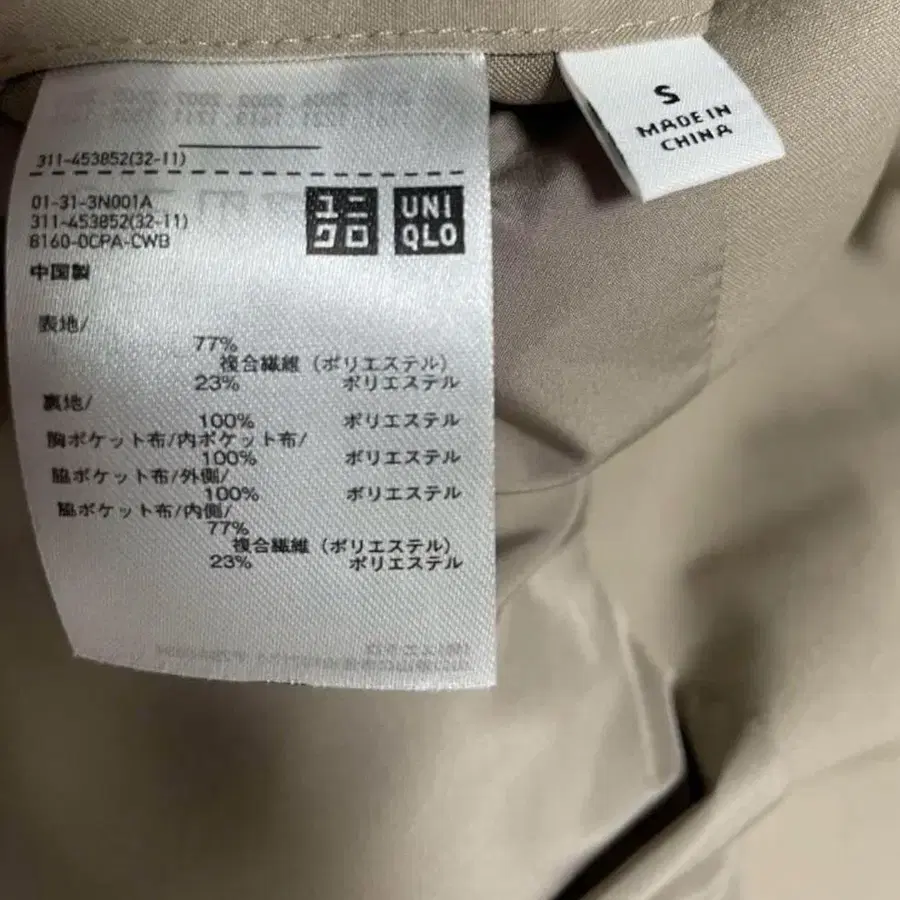 311-453852(32-11)
01-31-3N001A
311-453852(32-11)
8160-0CPA-CWB
中国製
ユニクロ
UNIQLO
表地/
77%
複合繊維 (ポリエステル)
23% ポリエステル
裏地/
100% ポリエステル
胸ポケット布/内ポケット布/
100% ポリエステル
脇ポケット布/外側/
100% ポリエステル
脇ポケット布/内側/
77%
複合繊維 (ポリエステル)
23% ポリエステル
S
MADE IN
CHINA